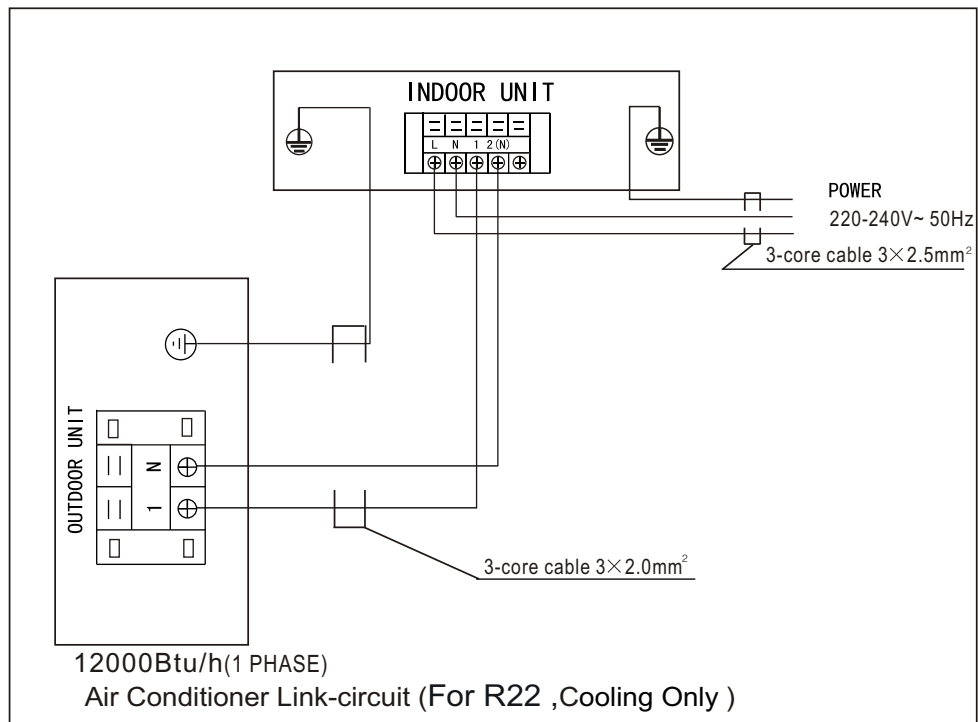 INDOOR UNIT
L N 1 2(N)
POWER
220-240V~ 50Hz
3-core cable 3×2.5mm²
OUTDOOR UNIT
N
1
3-core cable 3×2.0mm²
12000Btu/h(1 PHASE)
Air Conditioner Link-circuit (For R22 ,Cooling Only )